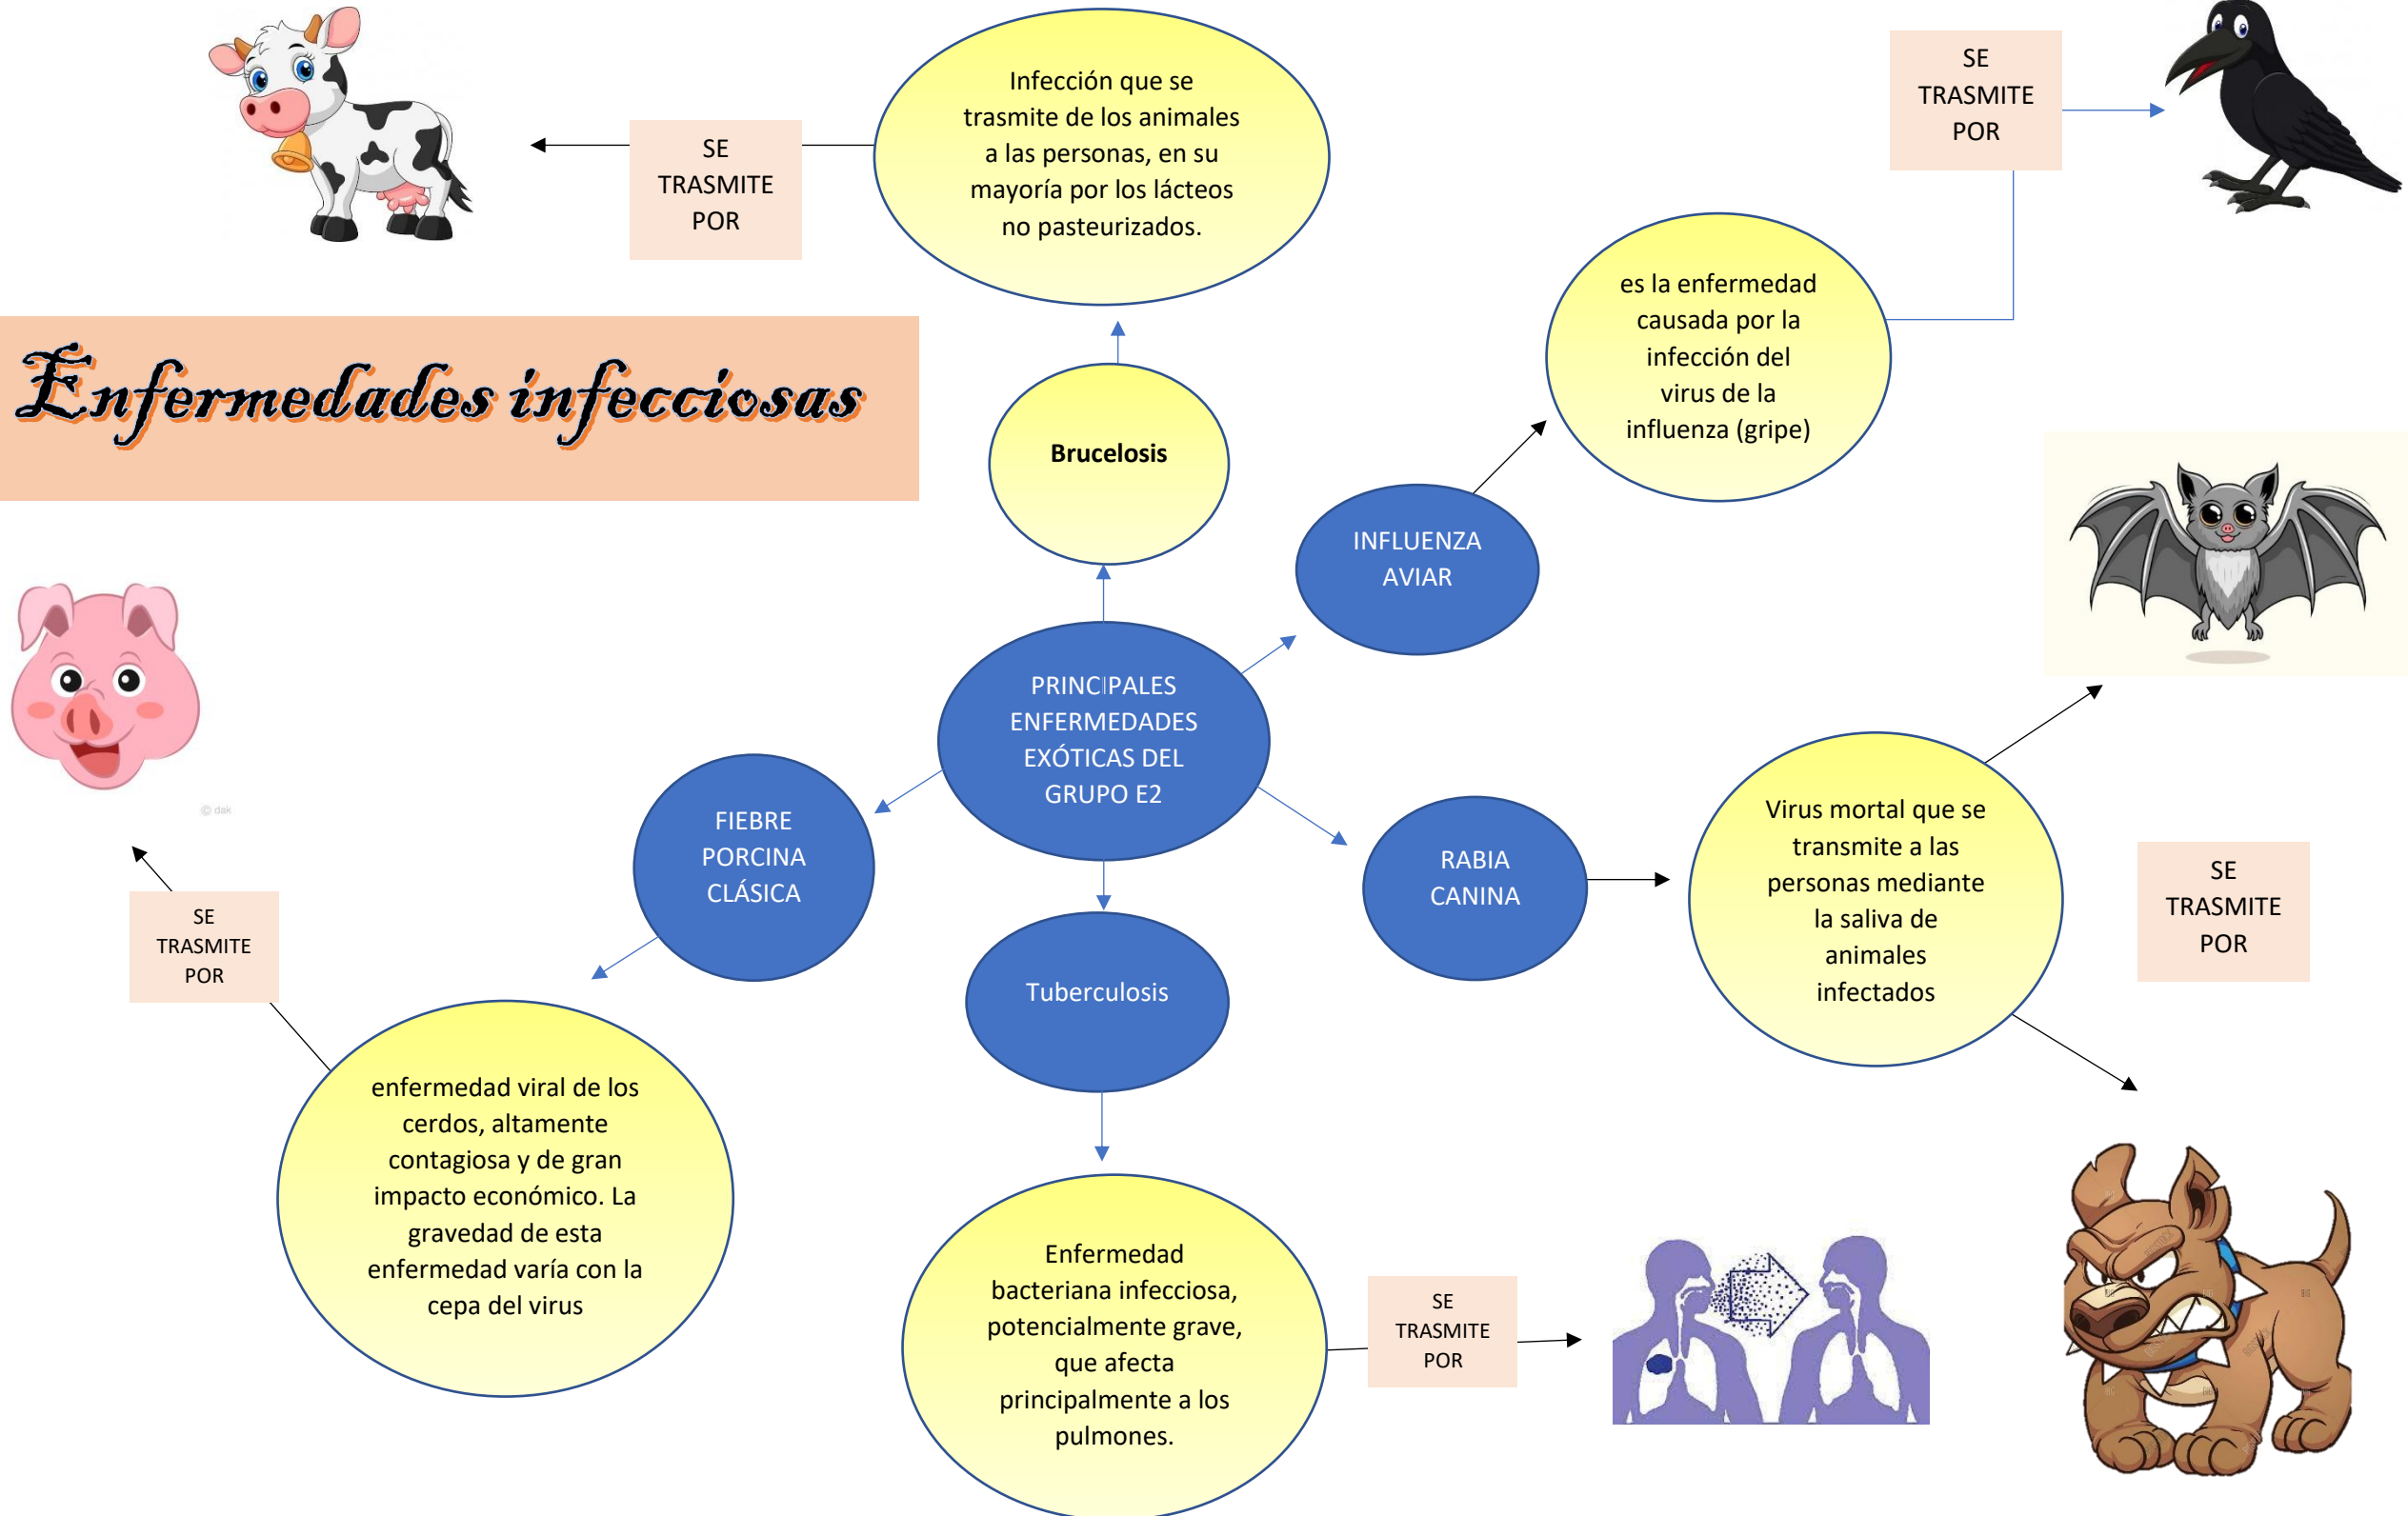 Infección que se
trasmite de los animales
a las personas, en su
mayoría por los lácteos
no pasteurizados.
SE
TRASMITE
POR
SE
TRASMITE
POR
es la enfermedad
causada por la
infección del
virus de la
influenza (gripe)
Enfermedades infecciosas
Brucelosis
INFLUENZA
AVIAR
PRINCIPALES
ENFERMEDADES
EXÓTICAS DEL
GRUPO E2
© dak
FIEBRE
PORCINA
CLÁSICA
RABIA
CANINA
Virus mortal que se
transmite a las
personas mediante
la saliva de
animales
infectados
SE
TRASMITE
POR
SE
TRASMITE
POR
Tuberculosis
enfermedad viral de los
cerdos, altamente
contagiosa y de gran
impacto económico. La
gravedad de esta
enfermedad varía con la
cepa del virus
Enfermedad
bacteriana infecciosa,
potencialmente grave,
que afecta
principalmente a los
pulmones.
SE
TRASMITE
POR